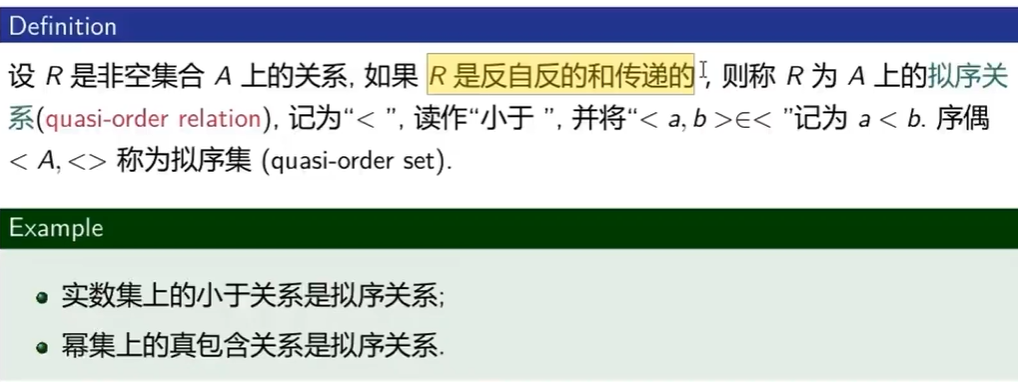 Definition
设 R 是非空集合 A 上的关系, 如果 R 是反自反的和传递的, 则称 R 为 A 上的拟序关
系(quasi-order relation), 记为“< ”, 读作“小于 ”, 并将“< a, b >∈< ”记为 a < b. 序偶
< A, <> 称为拟序集 (quasi-order set).
Example
实数集上的小于关系是拟序关系;
幂集上的真包含关系是拟序关系.